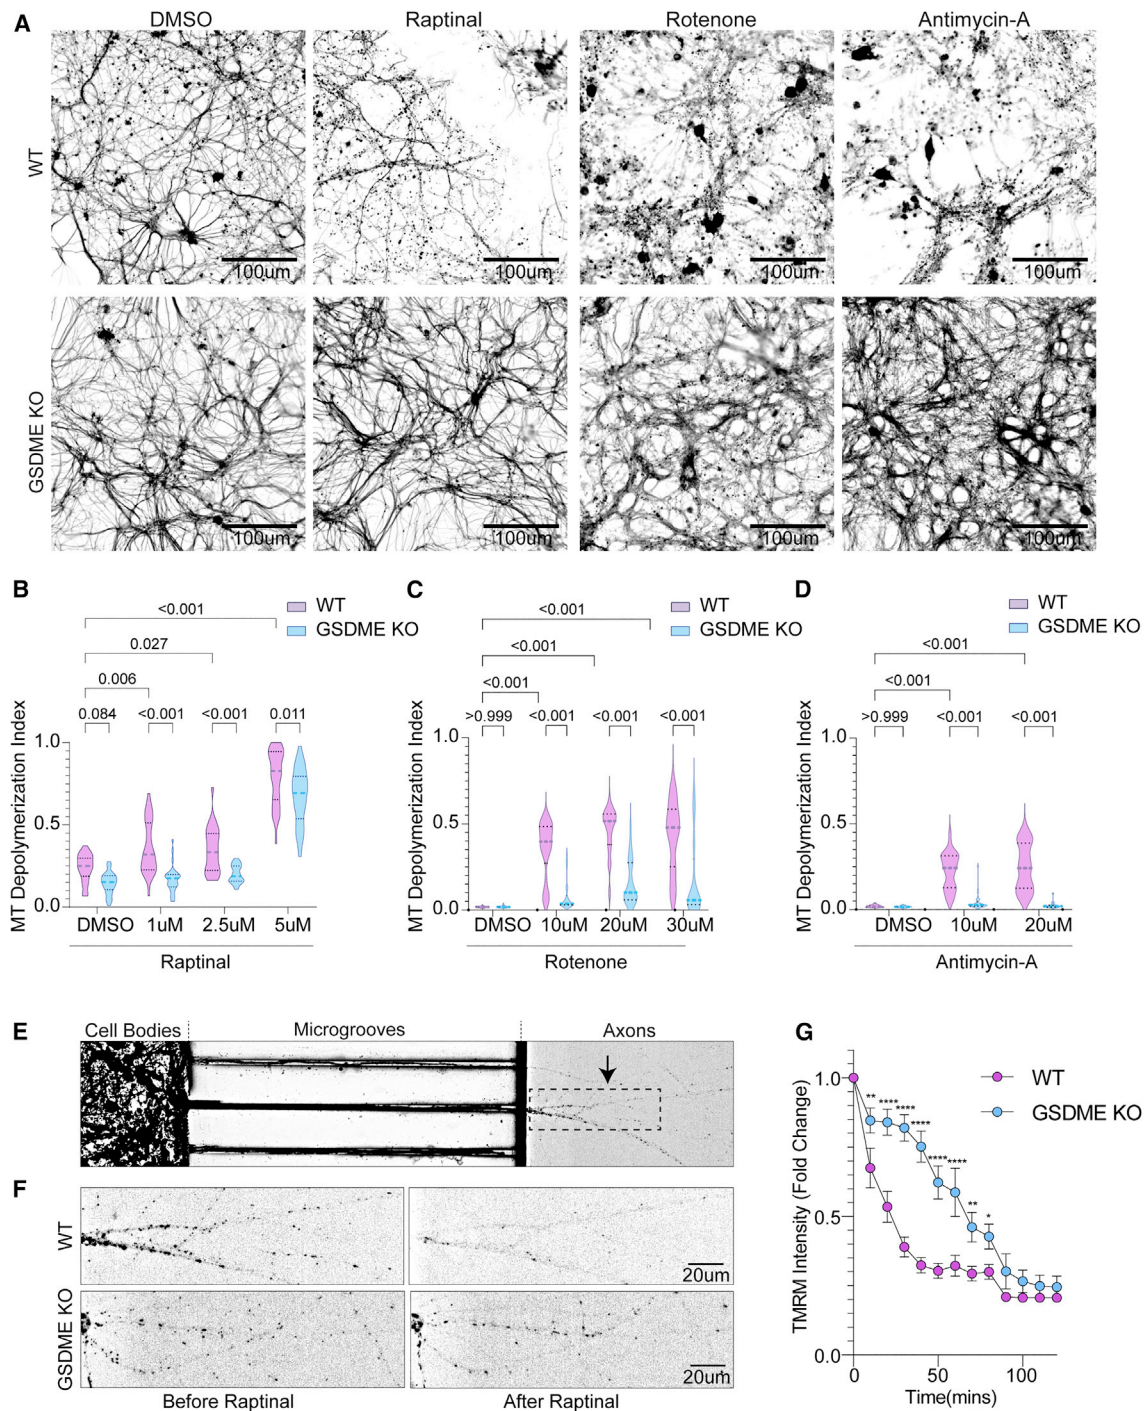 A
DMSO Raptinal Rotenone Antimycin-A
WT
100um 100um 100um 100um
GSDME KO
100um 100um 100um 100um
B
WT
GSDME KO
<0.001
0.027
0.006
0.084 <0.001 <0.001 0.011
MT Depolymerization Index
1.0
0.5
0.0
DMSO 1uM 2.5uM 5uM
Raptinal
C
WT
GSDME KO
<0.001
<0.001
<0.001
>0.999 <0.001 <0.001 <0.001
MT Depolymerization Index
1.0
0.5
0.0
DMSO 10uM 20uM 30uM
Rotenone
D
WT
GSDME KO
<0.001
<0.001
>0.999 <0.001 <0.001
MT Depolymerization Index
1.0
0.5
0.0
DMSO 10uM 20uM
Antimycin-A
E
Cell Bodies Microgrooves Axons
F
WT
20um
GSDME KO
20um
Before Raptinal After Raptinal
G
WT
GSDME KO
TMRM Intensity (Fold Change)
1.0
0.5
0.0
** **** **** **** **** **** ** *
0 50 100
Time(mins)